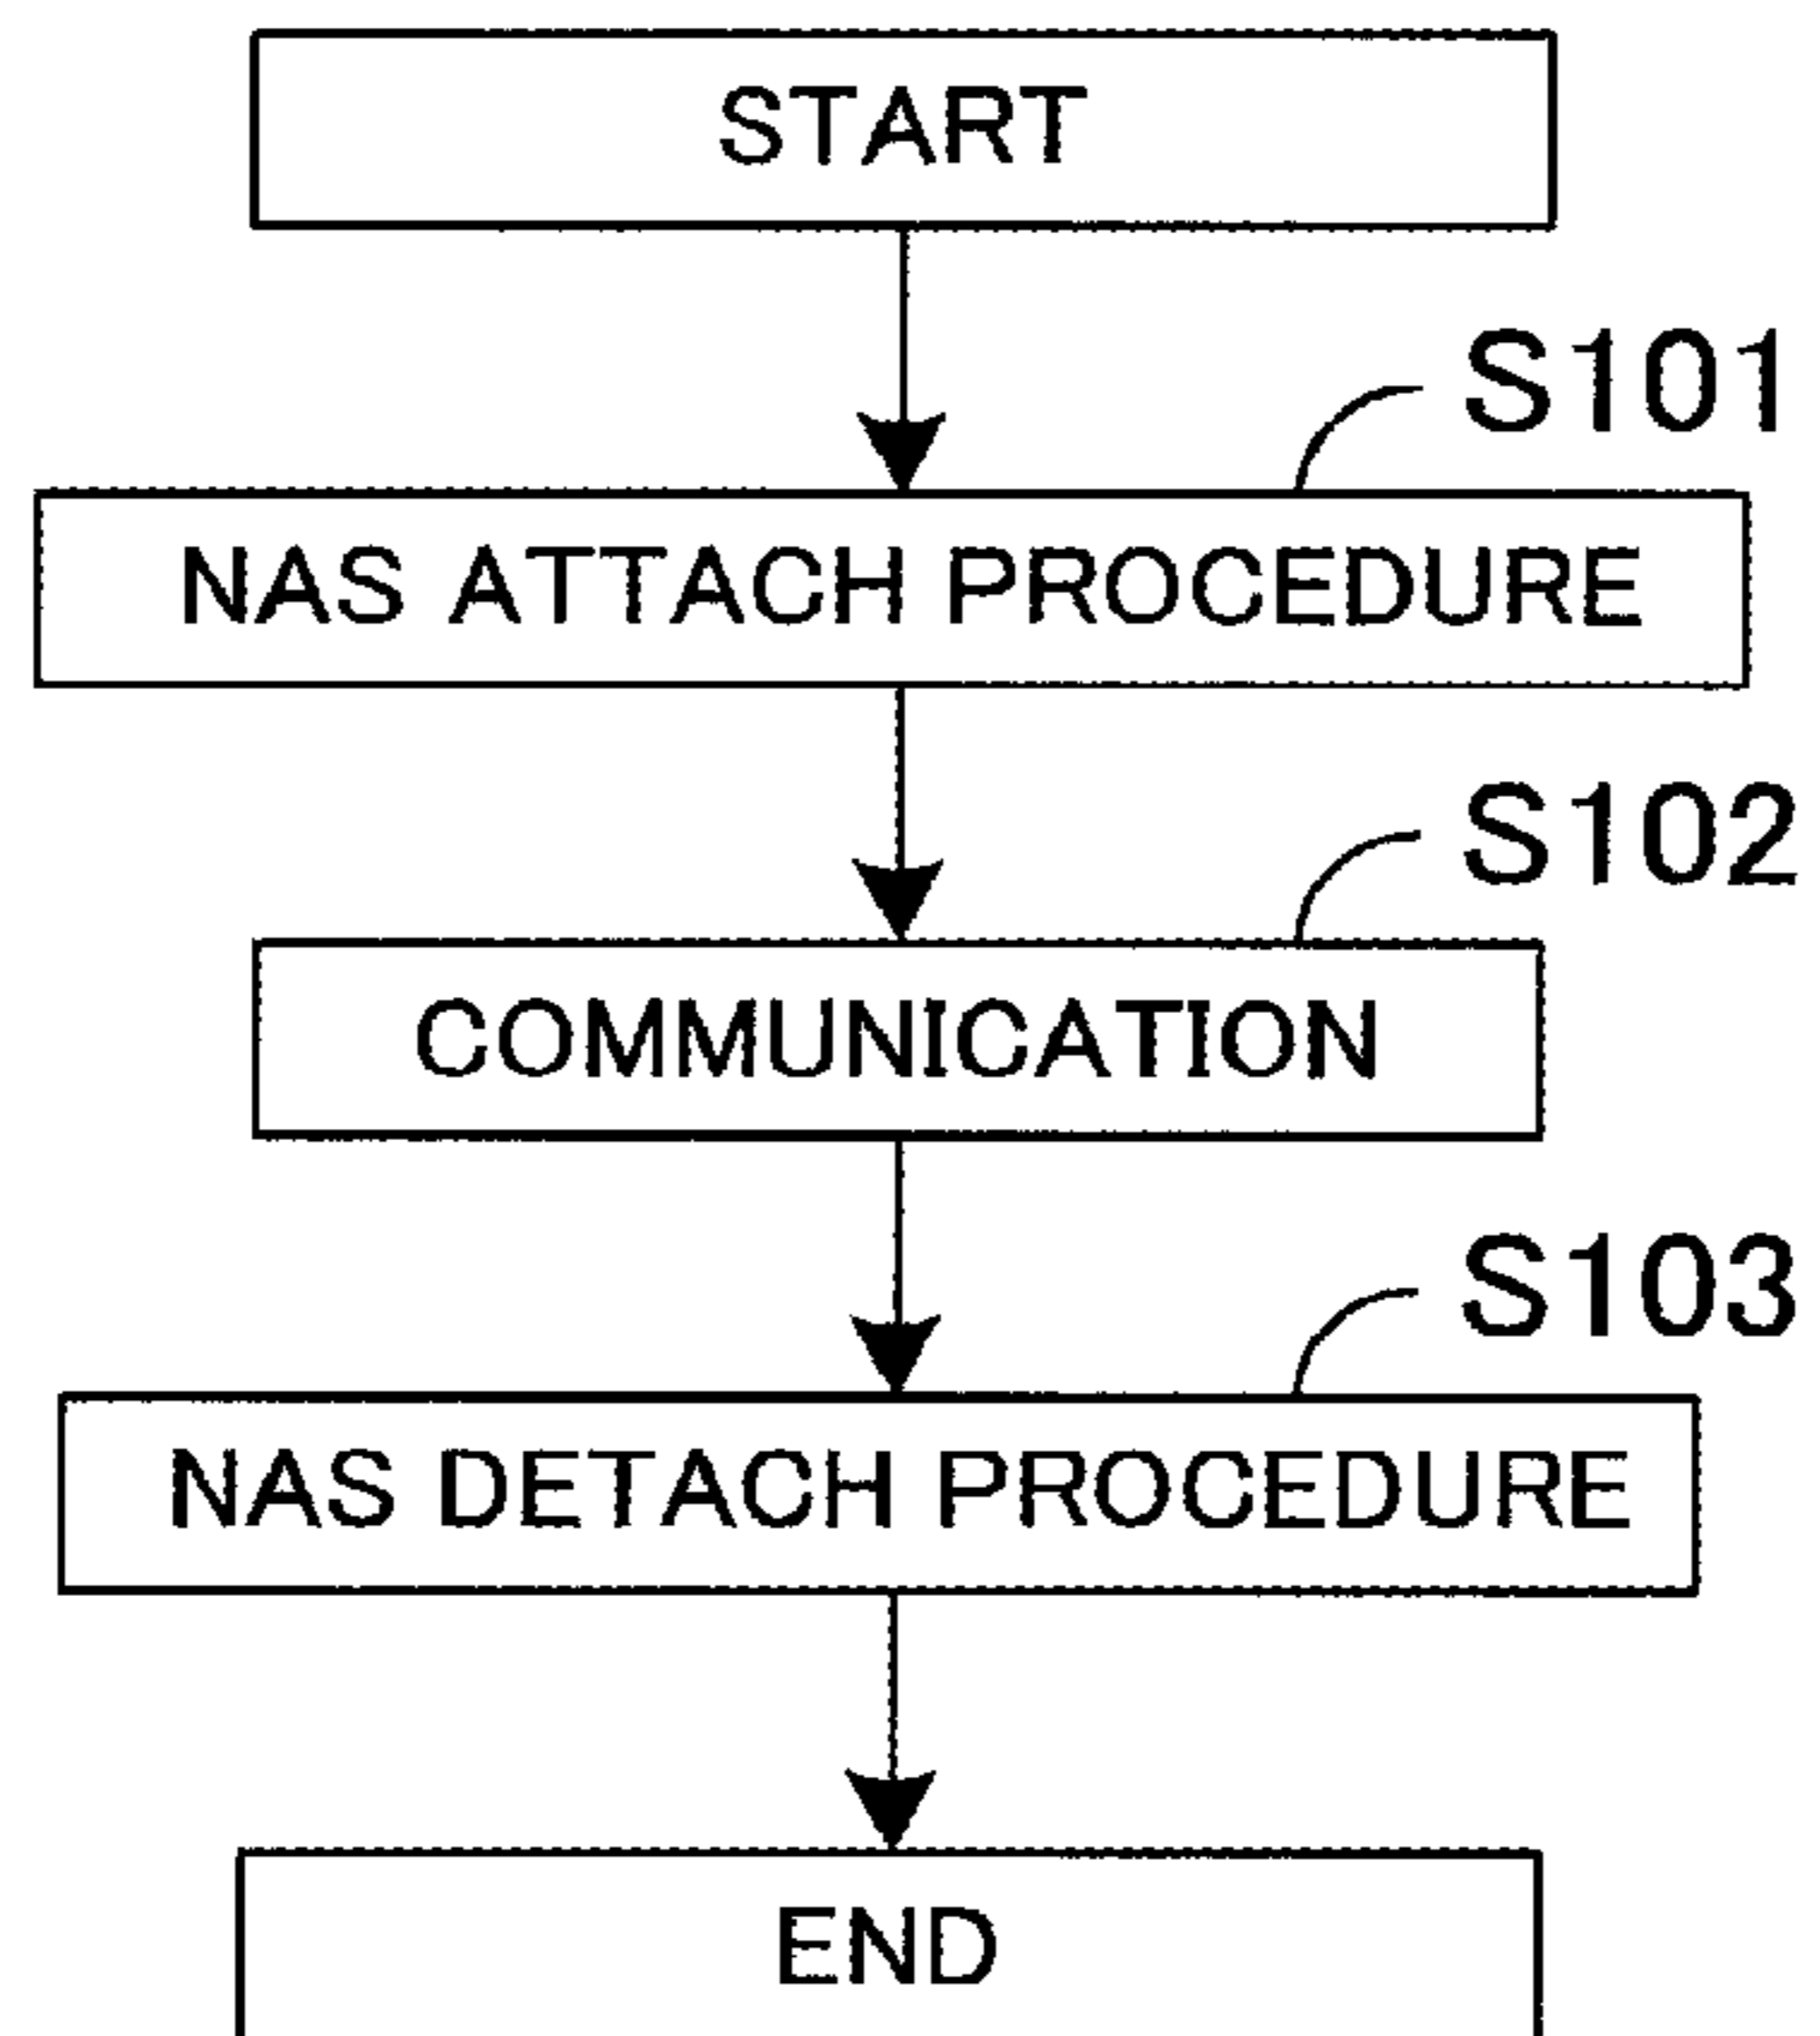 START
S101
NAS ATTACH PROCEDURE
S102
COMMUNICATION
S103
NAS DETACH PROCEDURE
END